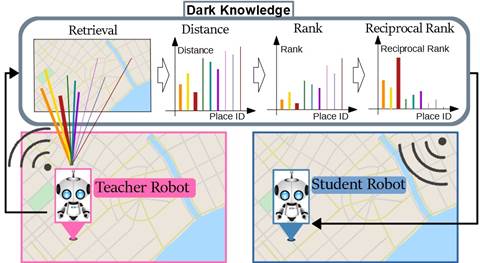 Dark Knowledge
Retrieval
Distance
Rank
Reciprocal Rank
Distance
Rank
Reciprocal Rank
Place ID
Place ID
Place ID
Teacher Robot
Student Robot